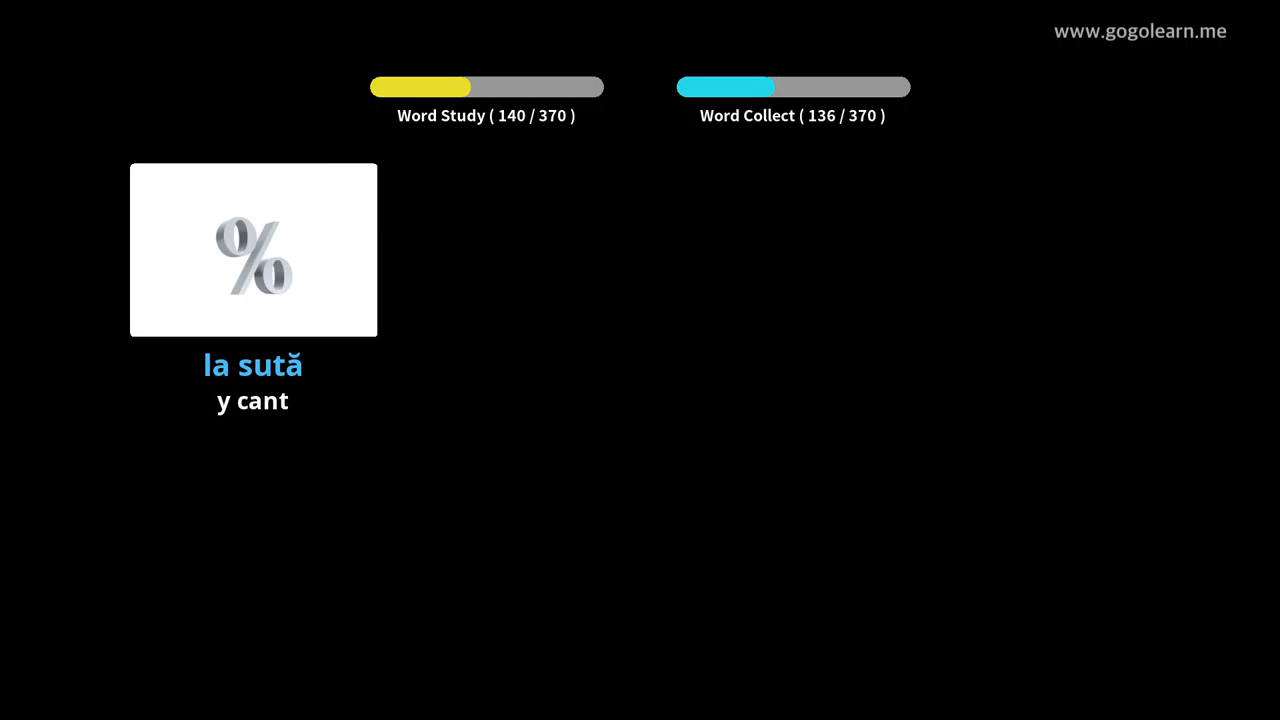 www.gogolearn.me
Word Study ( 140 / 370 )
Word Collect ( 136 / 370 )
%
la sută
y cant